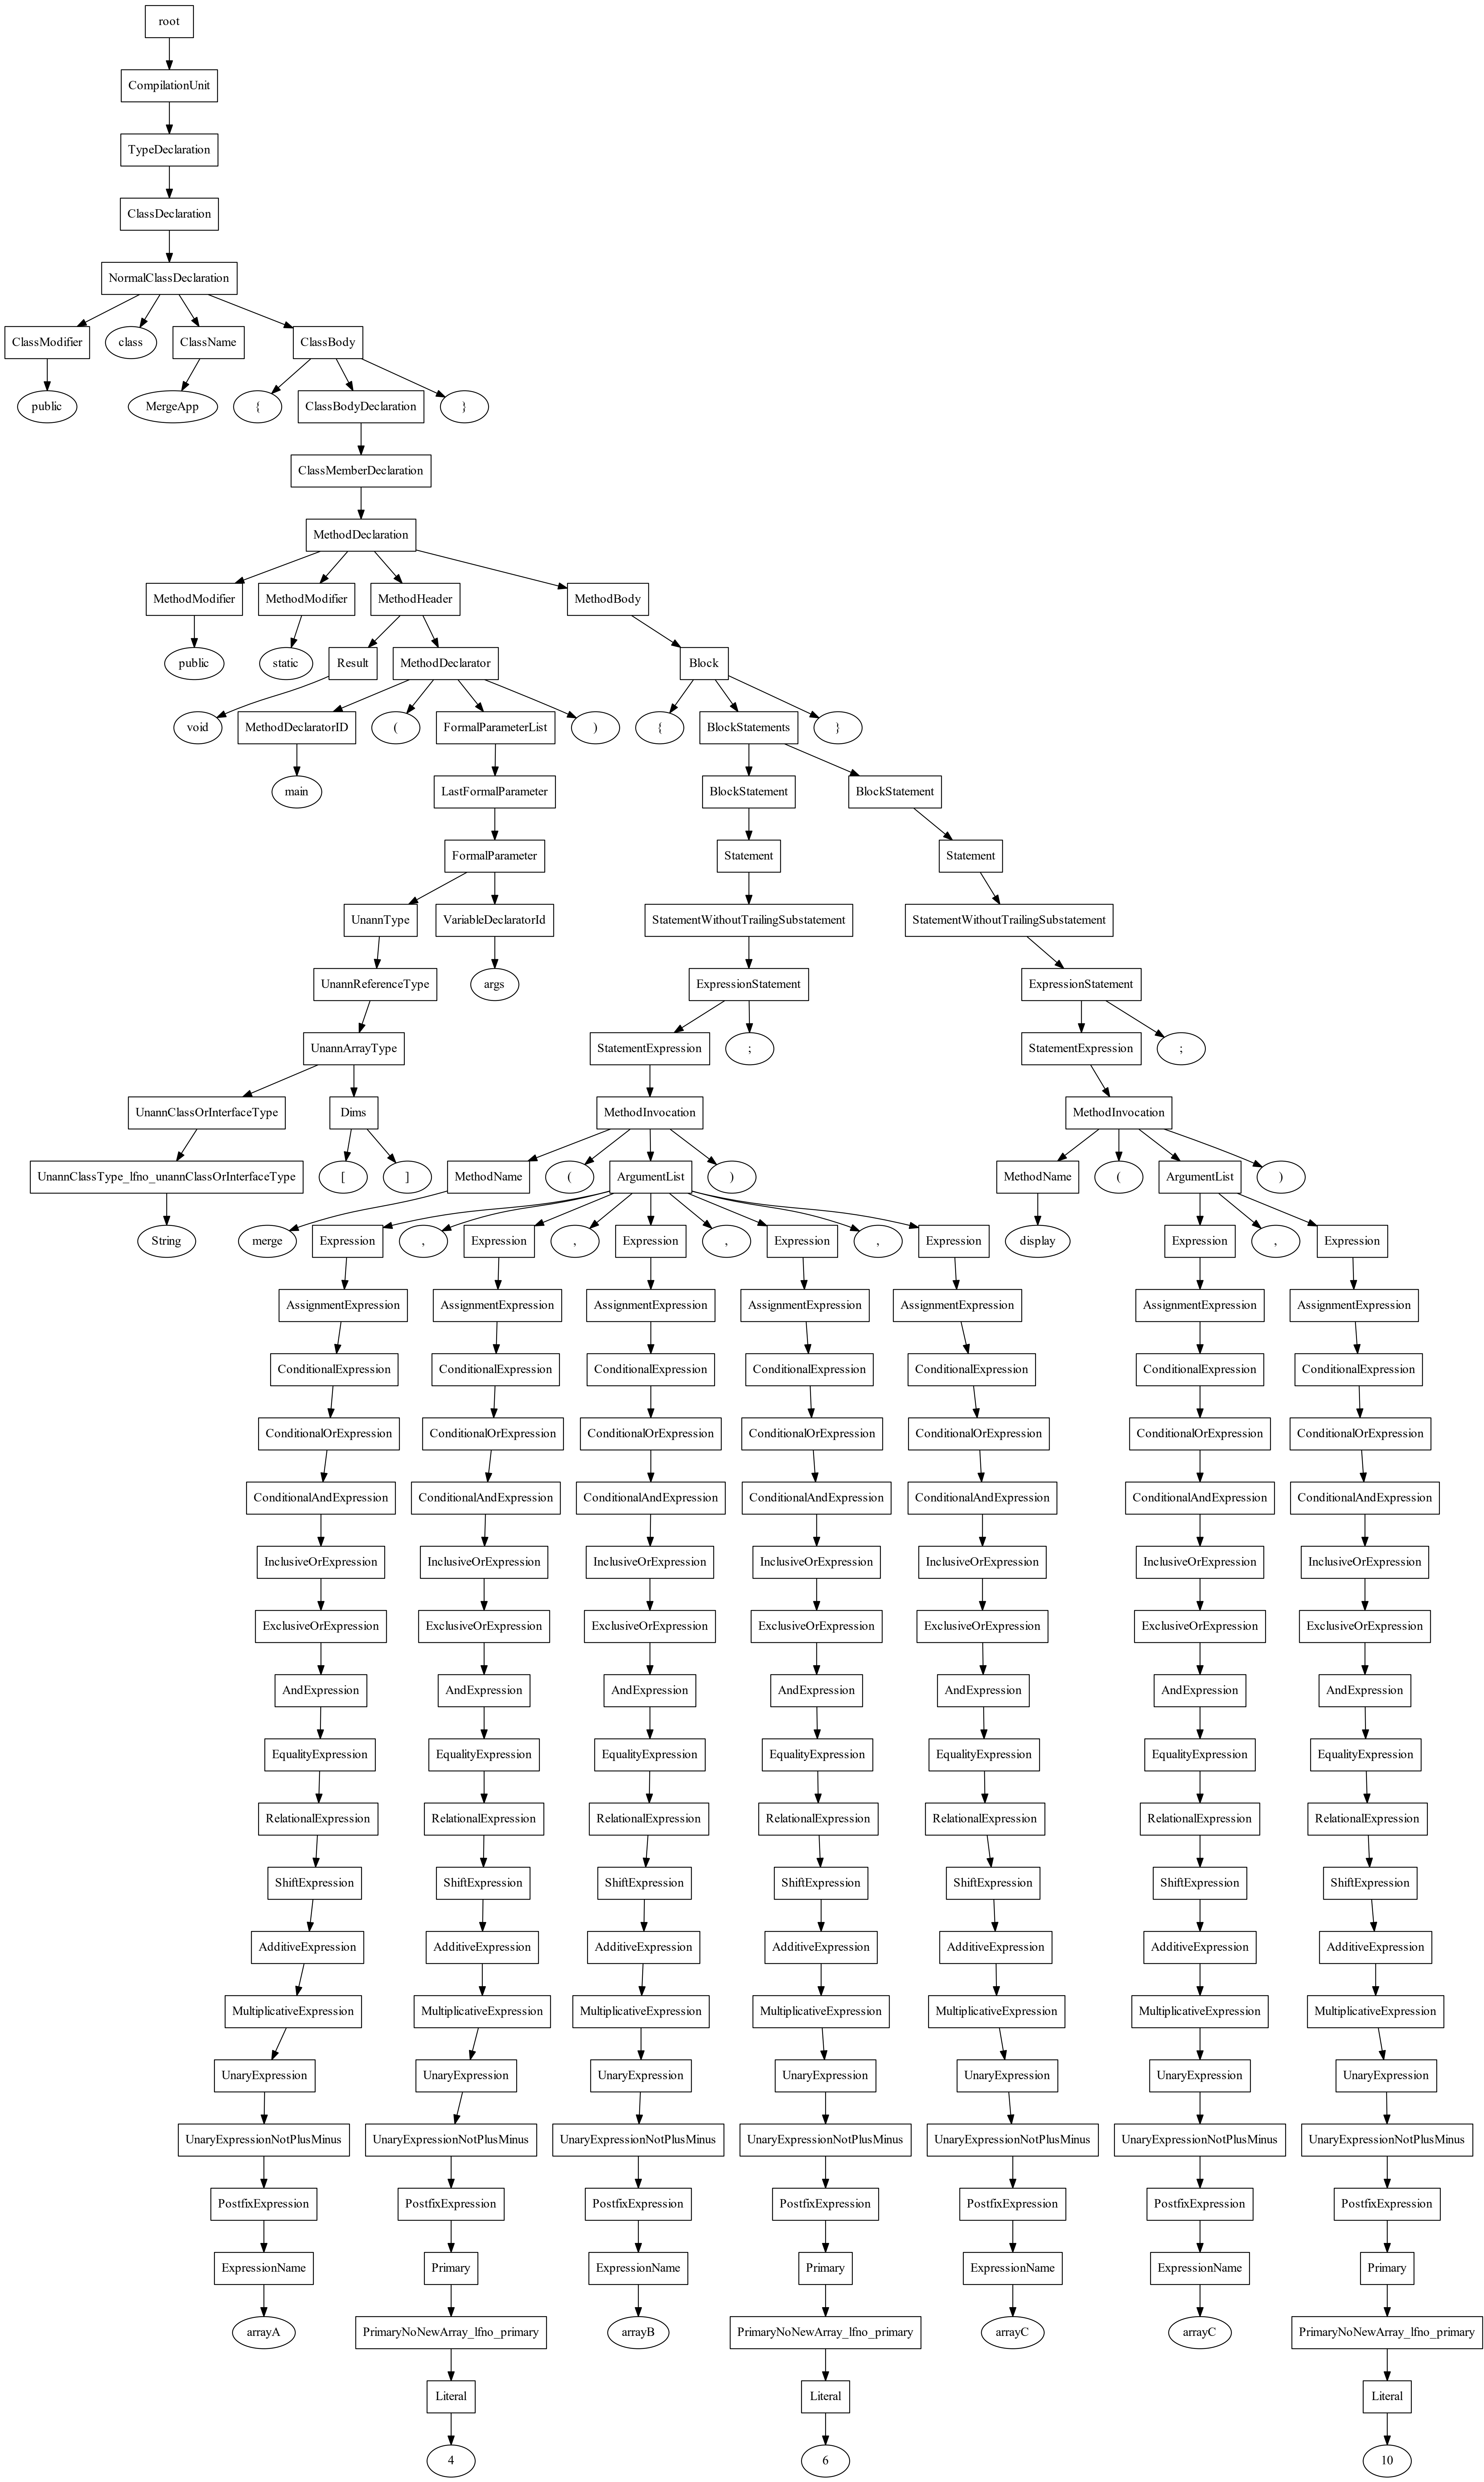 root
CompilationUnit
TypeDeclaration
ClassDeclaration
NormalClassDeclaration
ClassModifier class ClassName ClassBody
public MergeApp { ClassBodyDeclaration }
ClassMemberDeclaration
MethodDeclaration
MethodModifier MethodModifier MethodHeader MethodBody
public static Result MethodDeclarator Block
void MethodDeclaratorID ( FormalParameterList ) { BlockStatements }
main LastFormalParameter BlockStatement BlockStatement
FormalParameter Statement Statement
UnannType VariableDeclaratorId StatementWithoutTrailingSubstatement StatementWithoutTrailingSubstatement
UnannReferenceType args ExpressionStatement ExpressionStatement
UnannArrayType StatementExpression ; StatementExpression ;
UnannClassOrInterfaceType Dims MethodInvocation MethodInvocation
UnannClassType_lfno_unannClassOrInterfaceType [ ] MethodName ( ArgumentList ) MethodName ( ArgumentList )
String merge Expression , Expression , Expression , Expression , Expression display Expression , Expression
AssignmentExpression AssignmentExpression AssignmentExpression AssignmentExpression AssignmentExpression AssignmentExpression AssignmentExpression
ConditionalExpression ConditionalExpression ConditionalExpression ConditionalExpression ConditionalExpression ConditionalExpression ConditionalExpression
ConditionalOrExpression ConditionalOrExpression ConditionalOrExpression ConditionalOrExpression ConditionalOrExpression ConditionalOrExpression ConditionalOrExpression
ConditionalAndExpression ConditionalAndExpression ConditionalAndExpression ConditionalAndExpression ConditionalAndExpression ConditionalAndExpression ConditionalAndExpression
InclusiveOrExpression InclusiveOrExpression InclusiveOrExpression InclusiveOrExpression InclusiveOrExpression InclusiveOrExpression InclusiveOrExpression
ExclusiveOrExpression ExclusiveOrExpression ExclusiveOrExpression ExclusiveOrExpression ExclusiveOrExpression ExclusiveOrExpression ExclusiveOrExpression
AndExpression AndExpression AndExpression AndExpression AndExpression AndExpression AndExpression
EqualityExpression EqualityExpression EqualityExpression EqualityExpression EqualityExpression EqualityExpression EqualityExpression
RelationalExpression RelationalExpression RelationalExpression RelationalExpression RelationalExpression RelationalExpression RelationalExpression
ShiftExpression ShiftExpression ShiftExpression ShiftExpression ShiftExpression ShiftExpression ShiftExpression
AdditiveExpression AdditiveExpression AdditiveExpression AdditiveExpression AdditiveExpression AdditiveExpression AdditiveExpression
MultiplicativeExpression MultiplicativeExpression MultiplicativeExpression MultiplicativeExpression MultiplicativeExpression MultiplicativeExpression MultiplicativeExpression
UnaryExpression UnaryExpression UnaryExpression UnaryExpression UnaryExpression UnaryExpression UnaryExpression
UnaryExpressionNotPlusMinus UnaryExpressionNotPlusMinus UnaryExpressionNotPlusMinus UnaryExpressionNotPlusMinus UnaryExpressionNotPlusMinus UnaryExpressionNotPlusMinus UnaryExpressionNotPlusMinus
PostfixExpression PostfixExpression PostfixExpression PostfixExpression PostfixExpression PostfixExpression PostfixExpression
ExpressionName Primary ExpressionName Primary ExpressionName ExpressionName Primary
arrayA PrimaryNoNewArray_lfno_primary arrayB PrimaryNoNewArray_lfno_primary arrayC arrayC PrimaryNoNewArray_lfno_primary
Literal Literal Literal
4 6 10